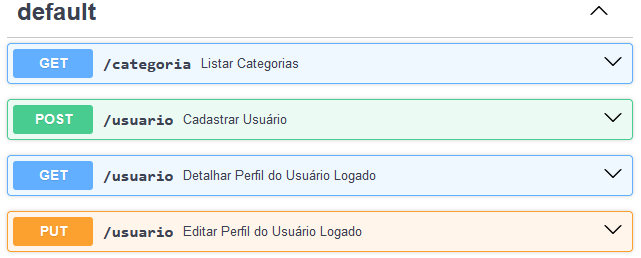 default
GET /categoria Listar Categorias
POST /usuario Cadastrar Usuário
GET /usuario Detalhar Perfil do Usuário Logado
PUT /usuario Editar Perfil do Usuário Logado